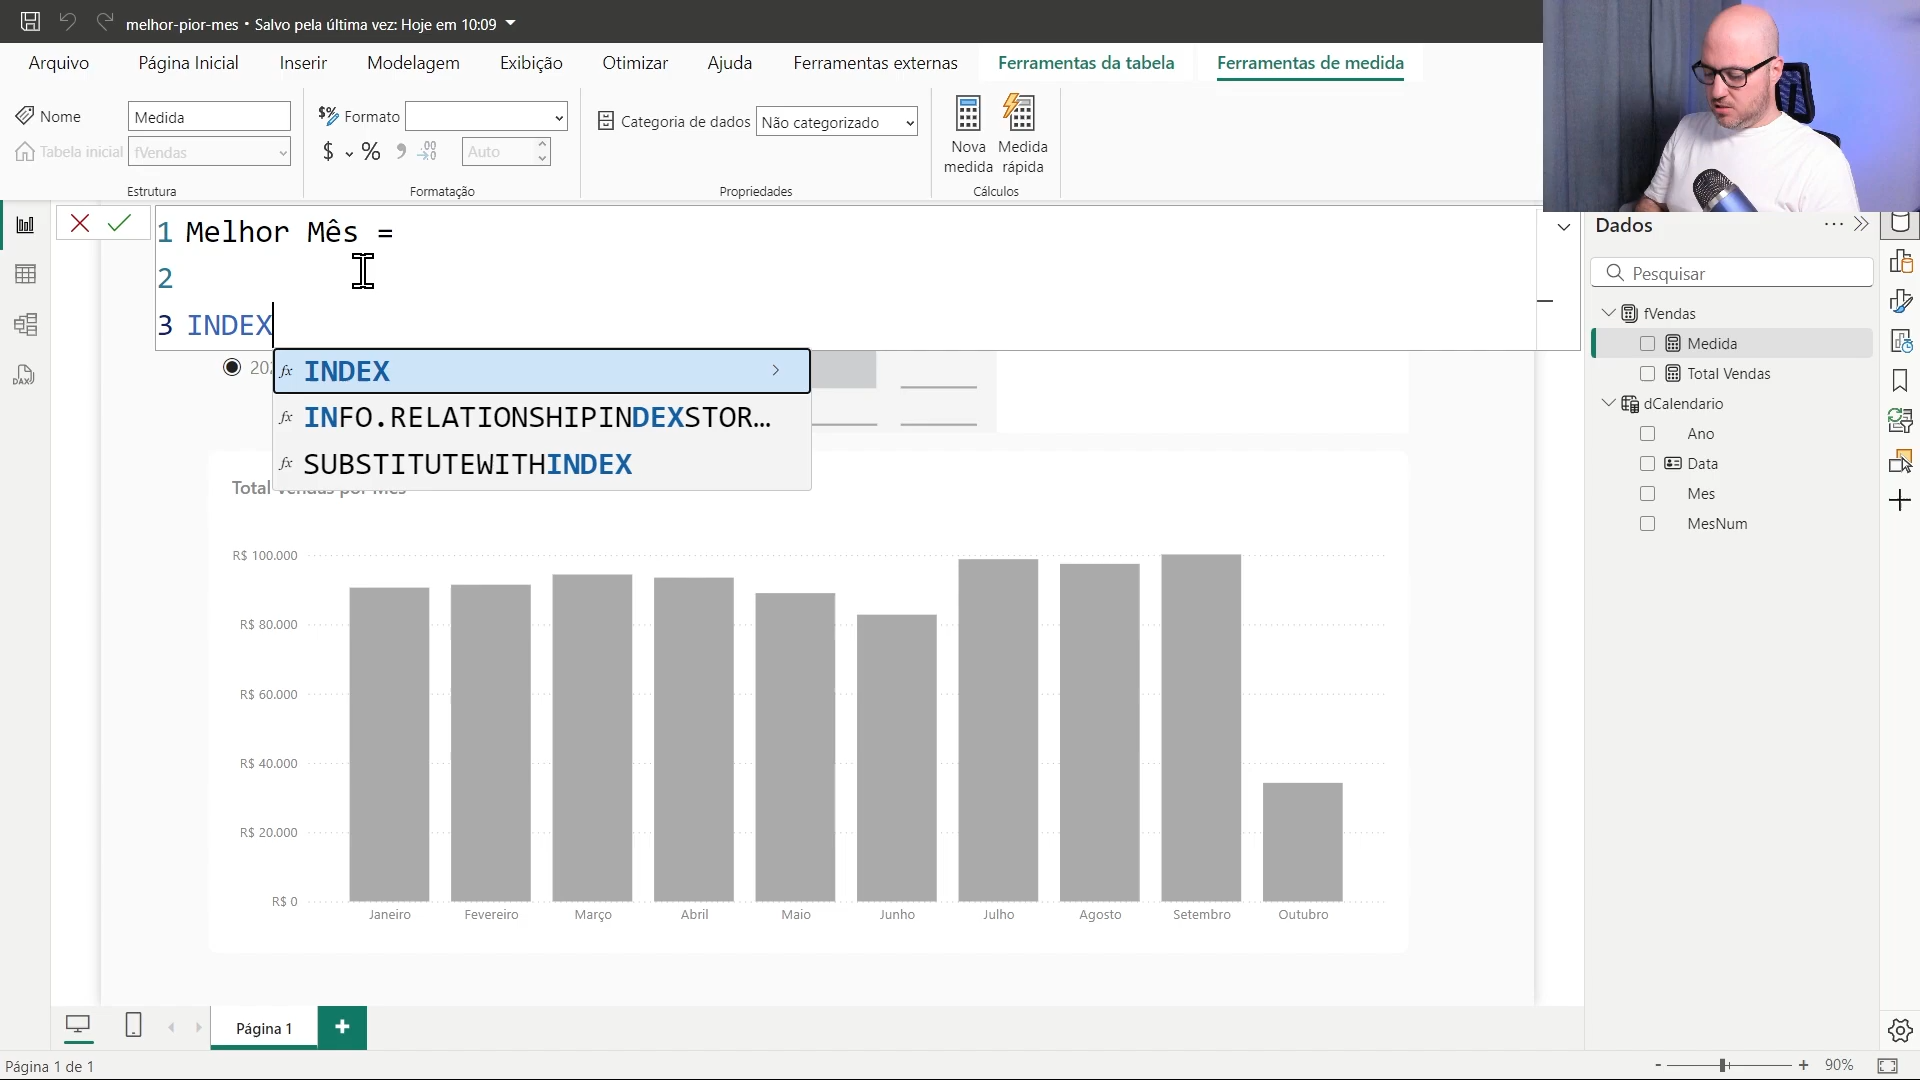 melhor-pior-mes • Salvo pela última vez: Hoje em 10:09
Arquivo Página Inicial Inserir Modelagem Exibição Otimizar Ajuda Ferramentas externas Ferramentas da tabela Ferramentas de medida
Nome Medida
Tabela inicial fVendas
Estrutura
Formato
$ % Auto
Formatação
Categoria de dados Não categorizado
Propriedades
Nova medida
Medida rápida
Cálculos
1 Melhor Mês =
2
3 INDEX
INDEX
INFO.RELATIONSHIPINDEXSTOR...
SUBSTITUTEWITHINDEX
Total Vendas por Mês
R$ 100.000
R$ 80.000
R$ 60.000
R$ 40.000
R$ 20.000
R$ 0
Janeiro Fevereiro Março Abril Maio Junho Julho Agosto Setembro Outubro
Dados
Pesquisar
fVendas
Medida
Total Vendas
dCalendario
Ano
Data
Mes
MesNum
DAX
Página 1
Página 1 de 1
- + 90%